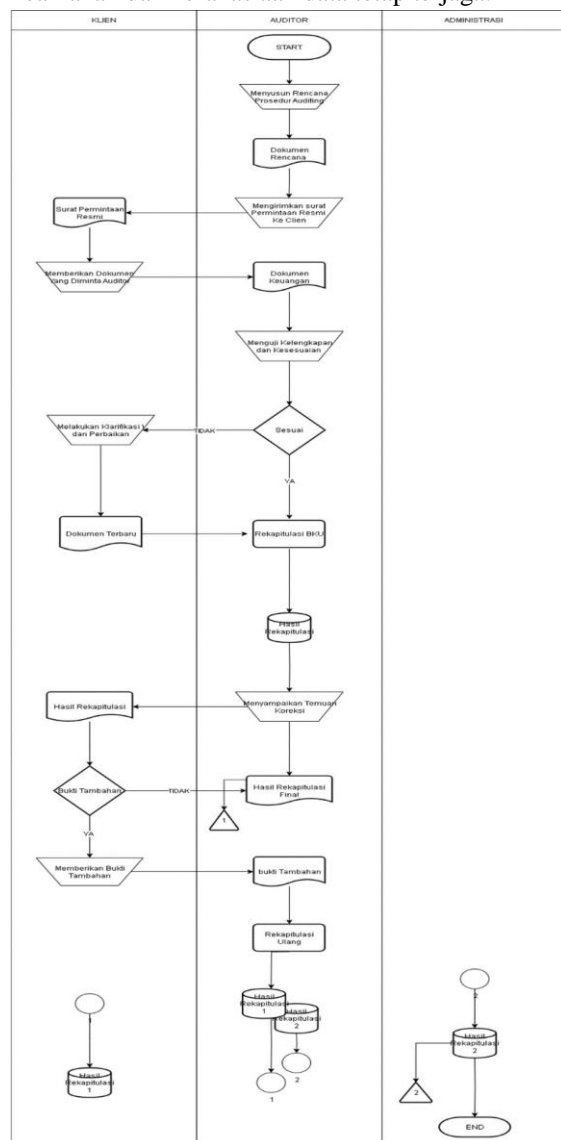 KLIEN
AUDITOR
ADMINISTRASI
START
Menyusun Rencana
Prosedur Auditing
Dokumen
Rencana
Surat Permintaan
Resmi
Mengirimkan surat
Permintaan Resmi
Ke Clien
Memberikan Dokumen
Yang Diminta Auditor
Dokumen
Keuangan
Menguji Kelengkapan
dan Kesesuaian
Melakukan Klarifikasi
dan Perbaikan
TIDAK
Sesuai
YA
Dokumen Terbaru
Rekapitulasi BKU
Hasil
Rekapitulasi
Hasil Rekapitulasi
Menyampaikan Temuan
Koreksi
Bukti Tambahan
TIDAK
Hasil Rekapitulasi
Final
1
YA
Memberikan Bukti
Tambahan
bukti Tambahan
Rekapitulasi
Ulang
Hasil
Rekapitulasi
1
Hasil
Rekapitulasi
2
1
2
1
Hasil
Rekapitulasi
1
2
Hasil
Rekapitulasi
2
2
END